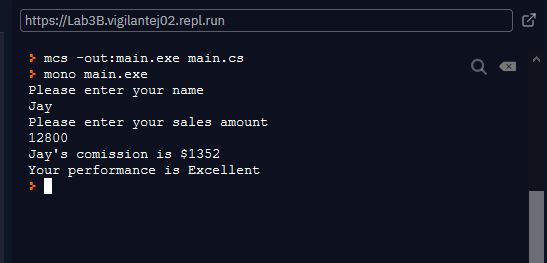 https://Lab3B.vigilantej02.repl.run
> mcs -out:main.exe main.cs
> mono main.exe
Please enter your name
Jay
Please enter your sales amount
12800
Jay's comission is $1352
Your performance is Excellent
>